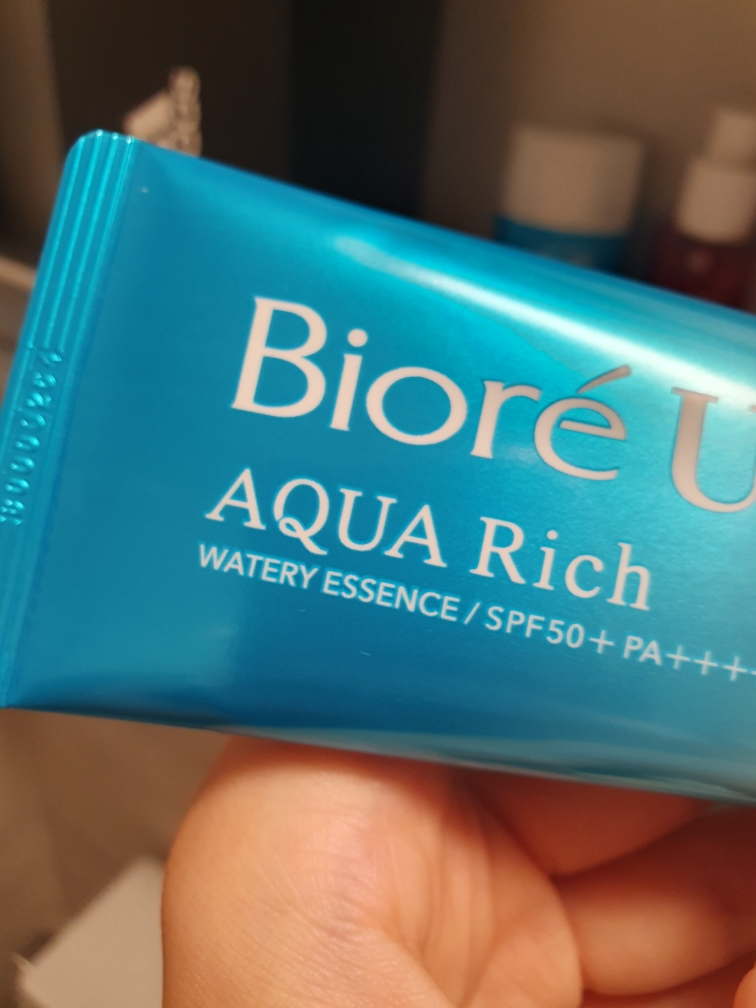 Bioré U
AQUA Rich
WATERY ESSENCE / SPF50+ PA++++